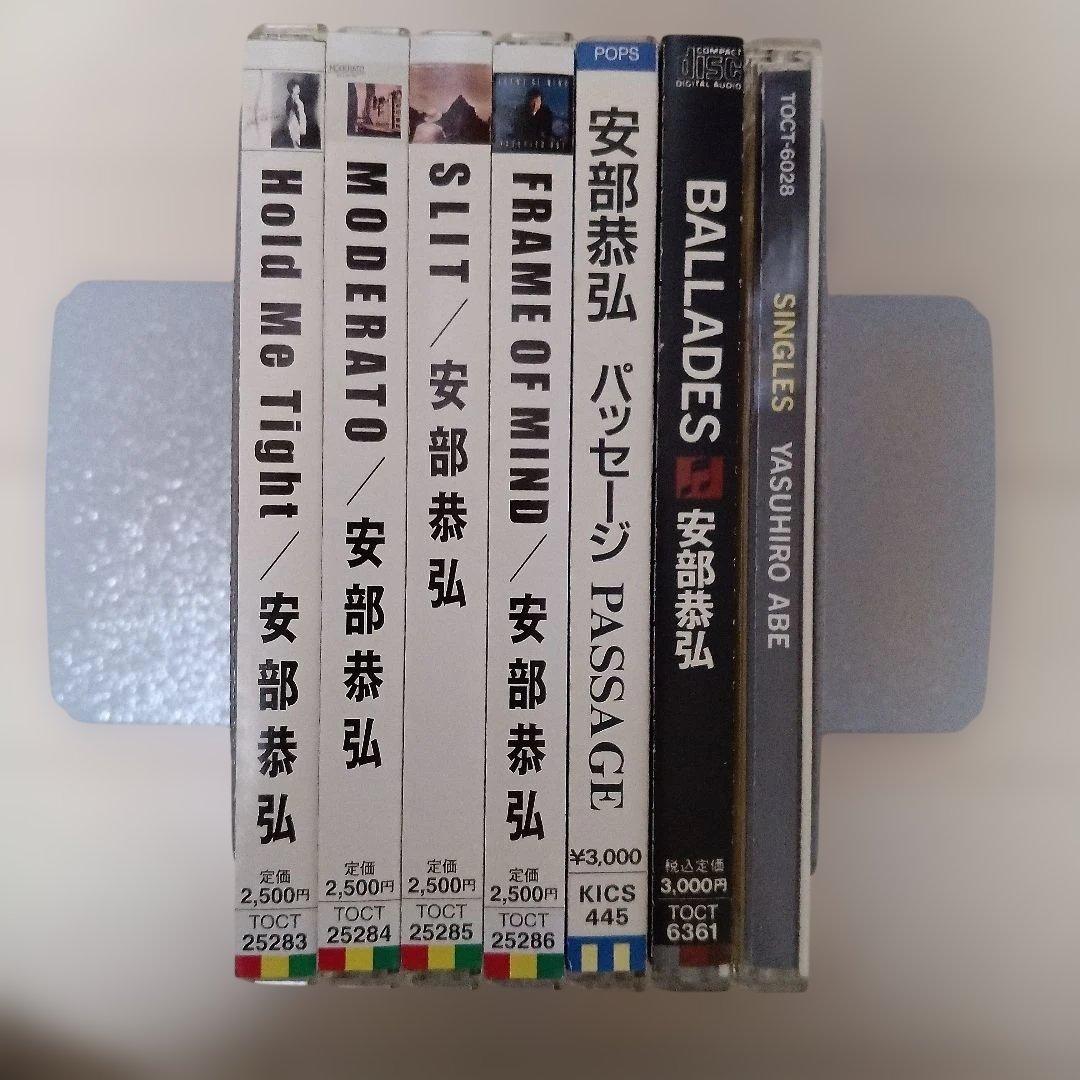 Hold Me Tight/安部恭弘
定価
2,500円
TOCT
25283
MODERATO
MODERATO/安部恭弘
定価
2,500円
TOCT
25284
SLIT/安部恭弘
定価
2,500円
TOCT
25285
FRAME OF MIND/安部恭弘
定価
2,500円
TOCT
25286
POPS
安部恭弘 パッセージ PASSAGE
¥3,000
KICS
445
COMPACT
disc
DIGITAL AUDIO
BALLADES 安部恭弘
税込定価
3,000円
TOCT
6361
TOCT-6028
SINGLES YASUHIRO ABE